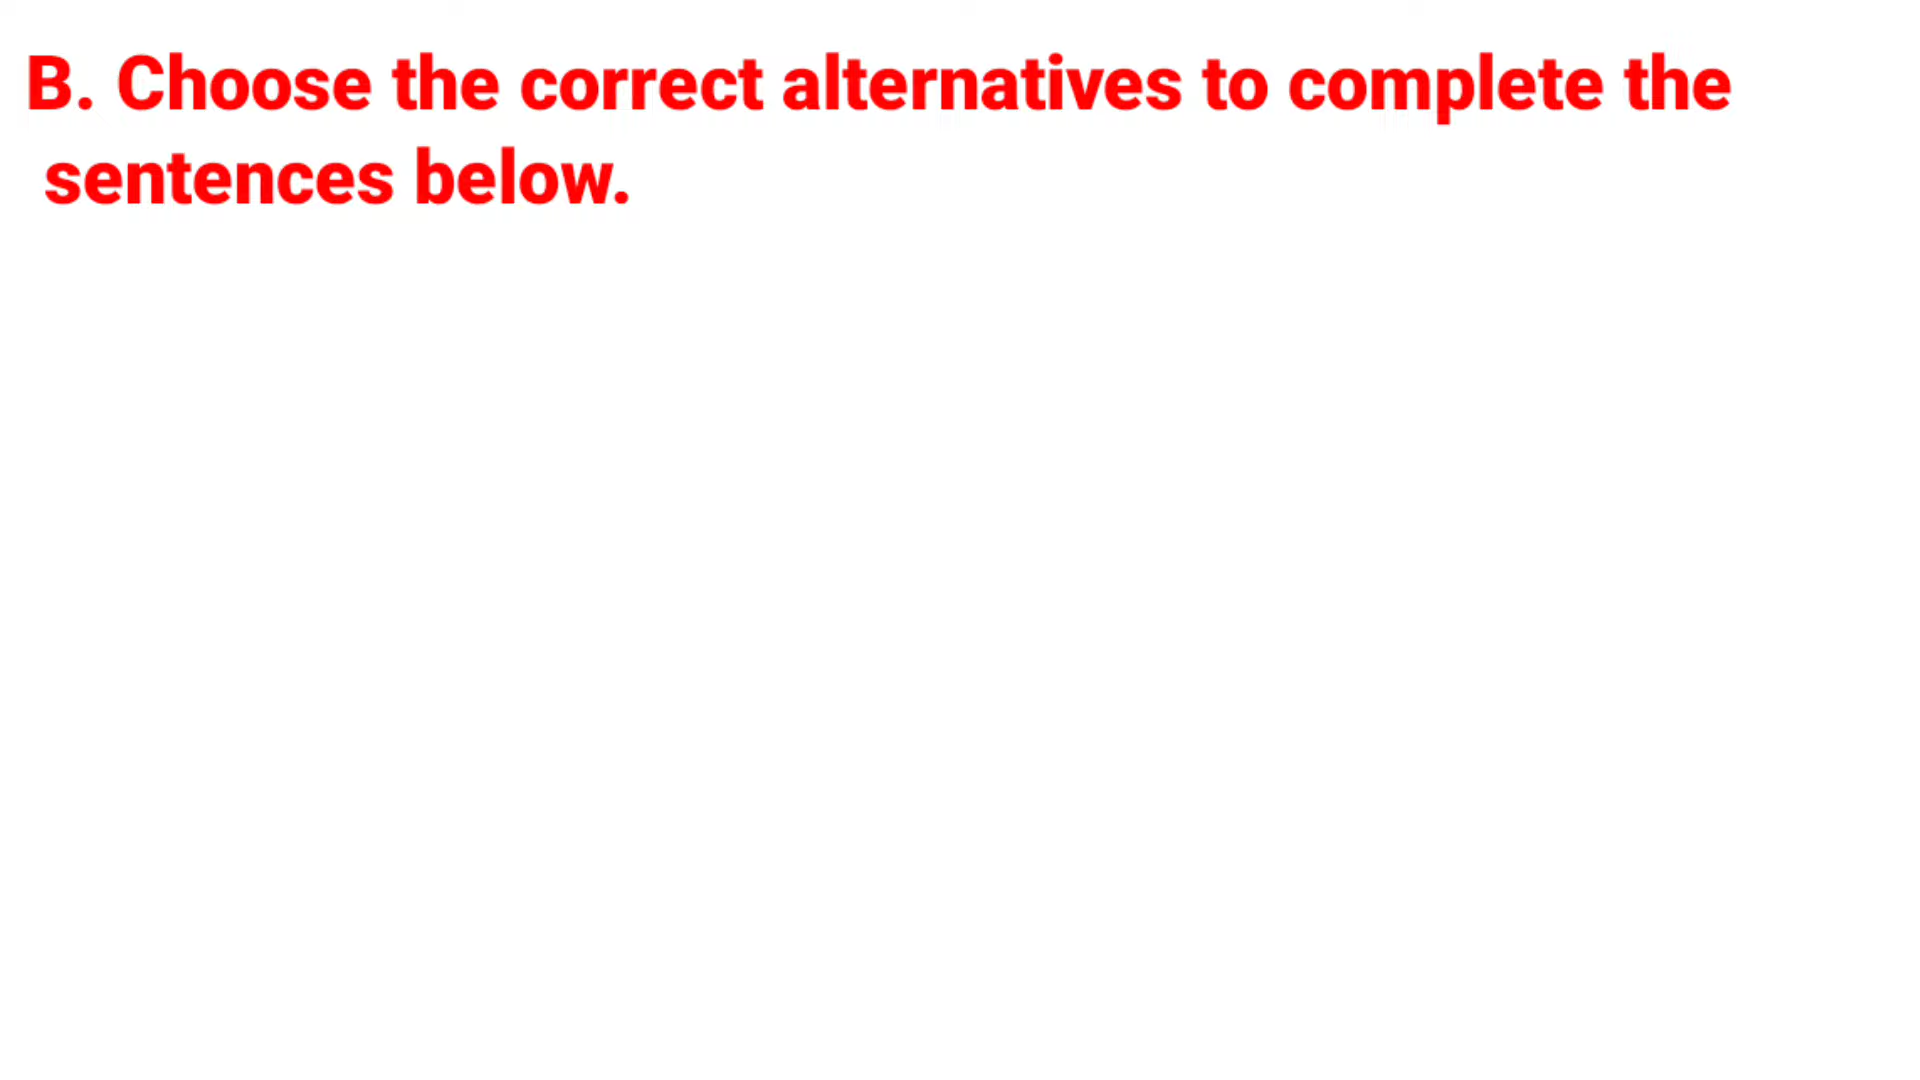 B. Choose the correct alternatives to complete the
sentences below.